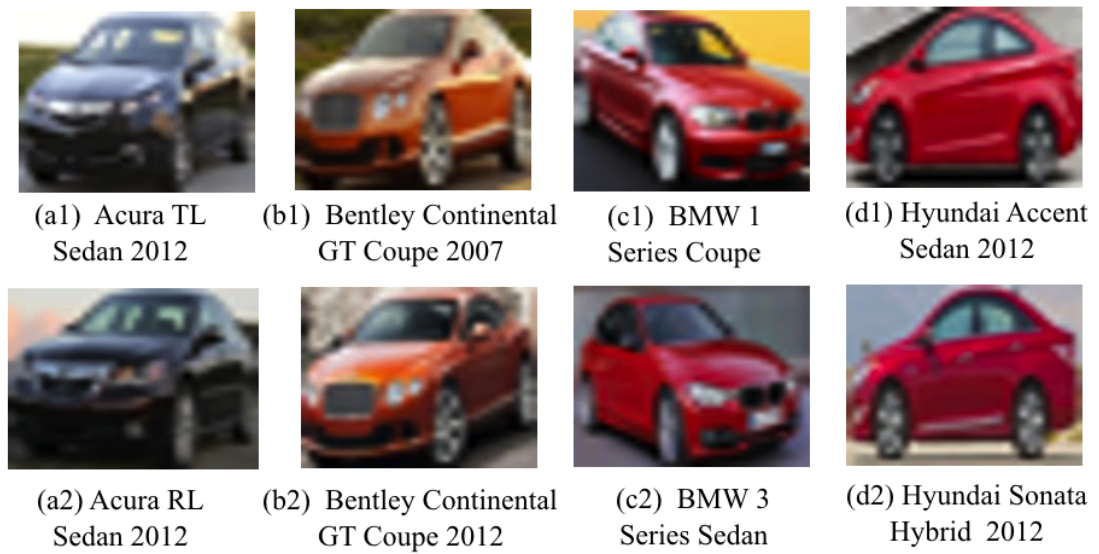 (a1) Acura TL
Sedan 2012
(b1) Bentley Continental
GT Coupe 2007
(c1) BMW 1
Series Coupe
(d1) Hyundai Accent
Sedan 2012
(a2) Acura RL
Sedan 2012
(b2) Bentley Continental
GT Coupe 2012
(c2) BMW 3
Series Sedan
(d2) Hyundai Sonata
Hybrid 2012